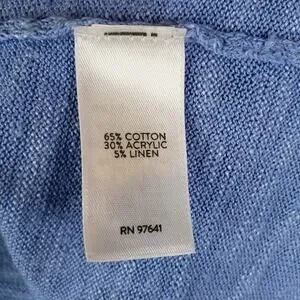 65% COTTON
30% ACRYLIC
5% LINEN
RN 97641